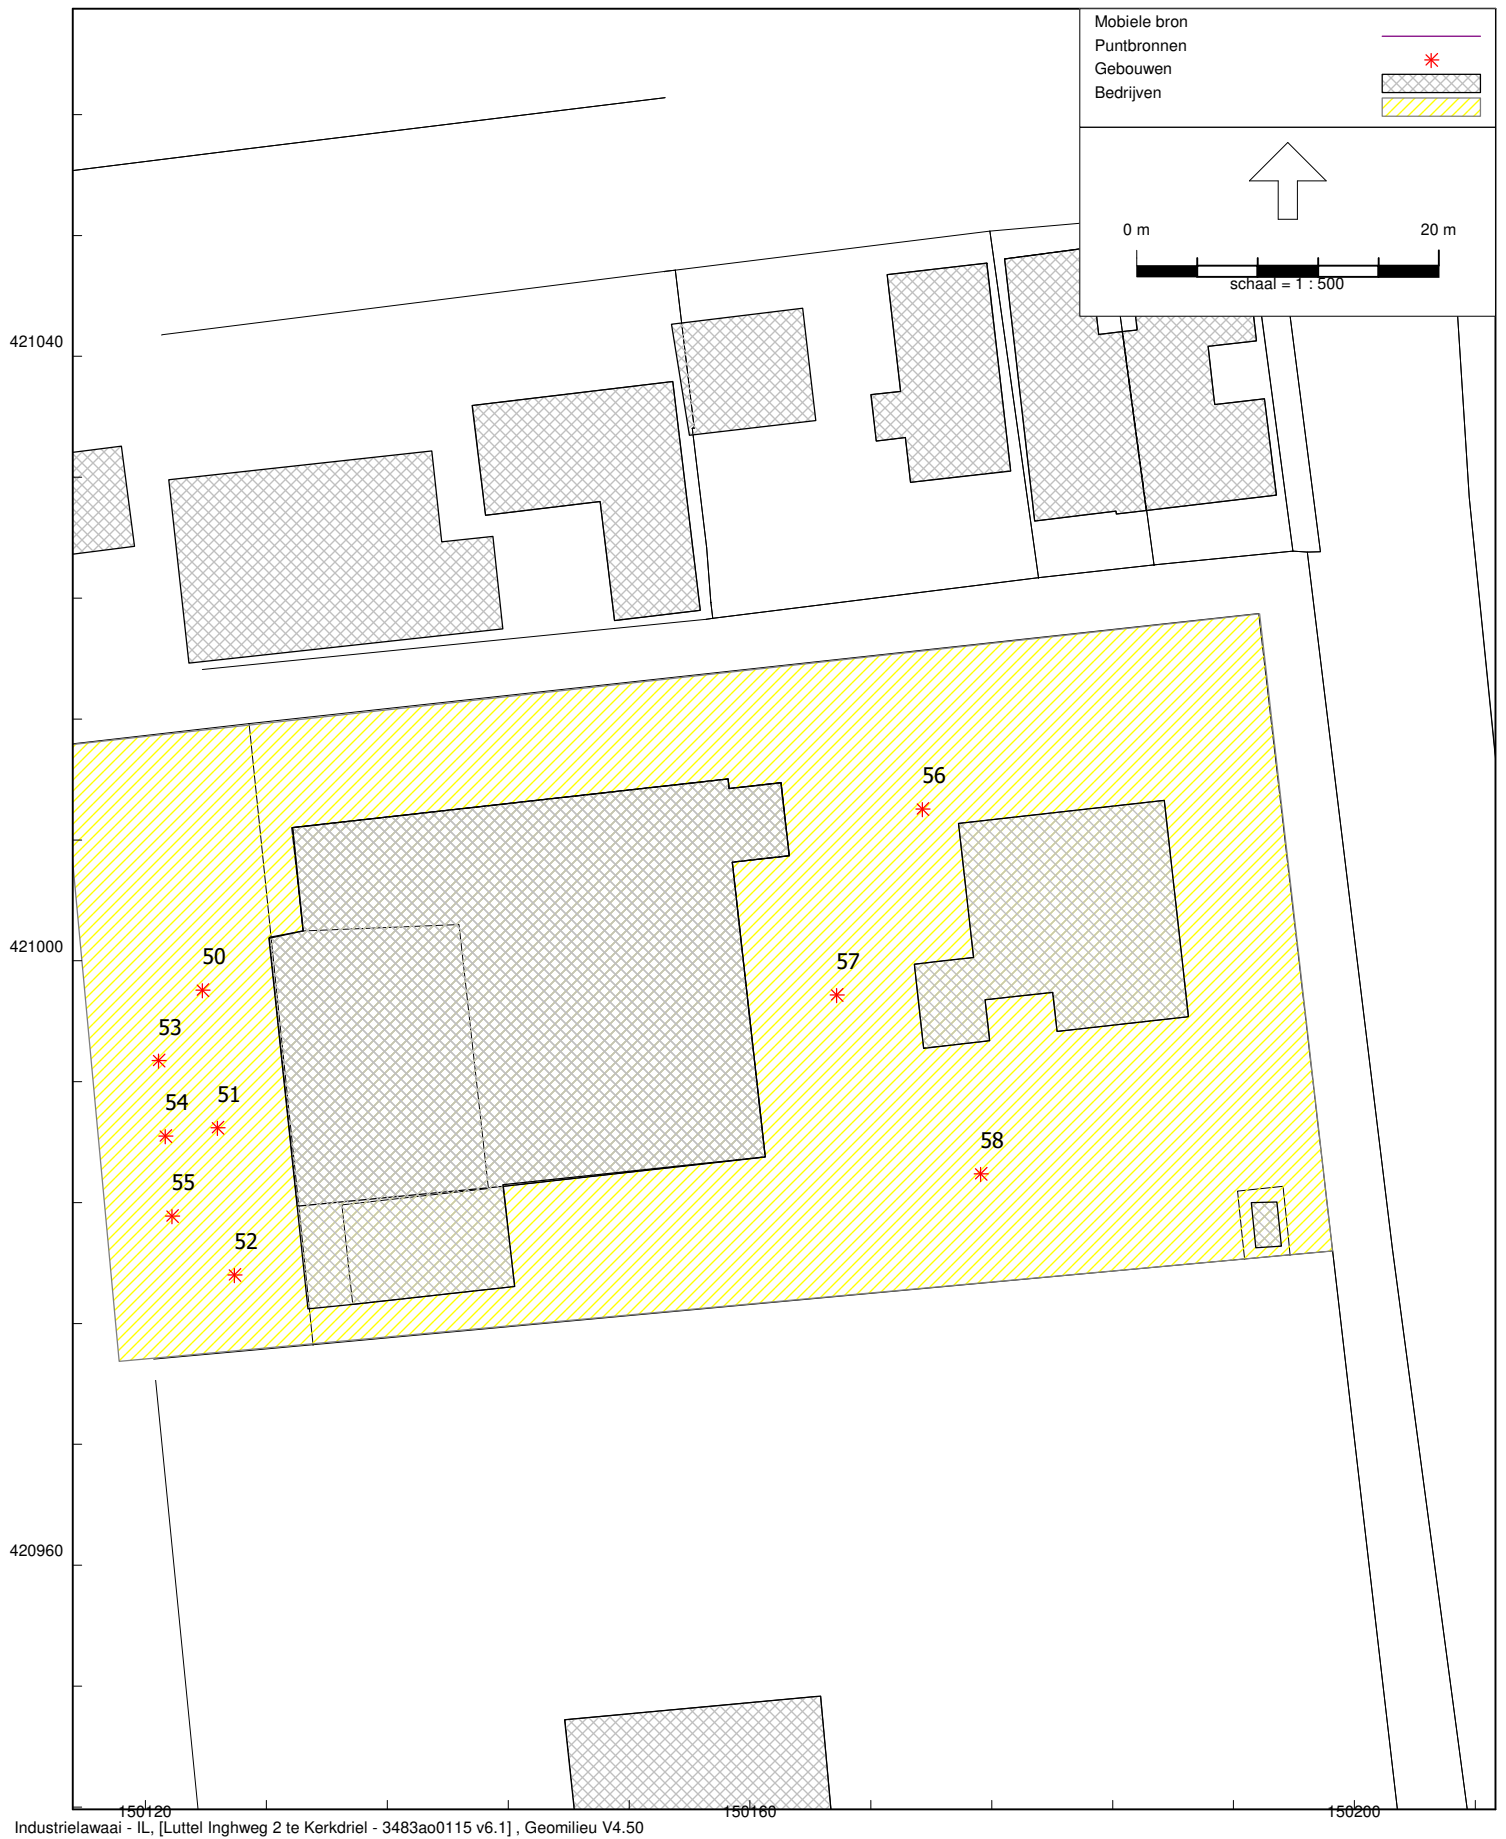 Mobiele bron
Puntbronnen
Gebouwen
Bedrijven
0 m 20 m
schaal = 1 : 500
421040
56
421000
50
57
53
51
54
58
55
52
420960
150120 150160 150200
Industrielawaai - IL, [Luttel Inghweg 2 te Kerkdriel - 3483ao0115 v6.1] , Geomilieu V4.50